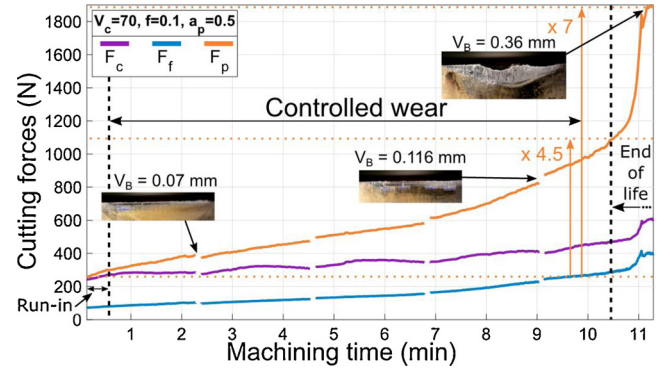 V_c=70, f=0.1, a_p=0.5
F_c F_f F_p
x 7
V_B = 0.36 mm
Controlled wear
x 4.5
V_B = 0.116 mm
V_B = 0.07 mm
End
of
life
Run-in
Cutting forces (N)
1800
1600
1400
1200
1000
800
600
400
200
0
1 2 3 4 5 6 7 8 9 10 11
Machining time (min)